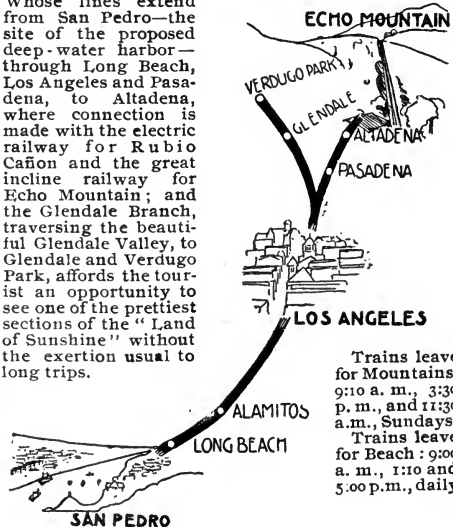 whose lines extend
from San Pedro—the
site of the proposed
deep-water harbor—
through Long Beach,
Los Angeles and Pasa-
dena, to Altadena,
where connection is
made with the electric
railway for Rubio
Cañon and the great
incline railway for
Echo Mountain; and
the Glendale Branch,
traversing the beauti-
ful Glendale Valley, to
Glendale and Verdugo
Park, affords the tour-
ist an opportunity to
see one of the prettiest
sections of the "Land
of Sunshine" without
the exertion usual to
long trips.
ECHO MOUNTAIN
VERDUGO PARK
GLENDALE
ALTADENA
PASADENA
LOS ANGELES
ALAMITOS
LONG BEACH
SAN PEDRO
Trains leave
for Mountains
9:10 a. m., 3:30
p. m., and 11:30
a.m., Sundays
Trains leave
for Beach : 9:00
a. m., 1:10 and
5:00 p.m., daily